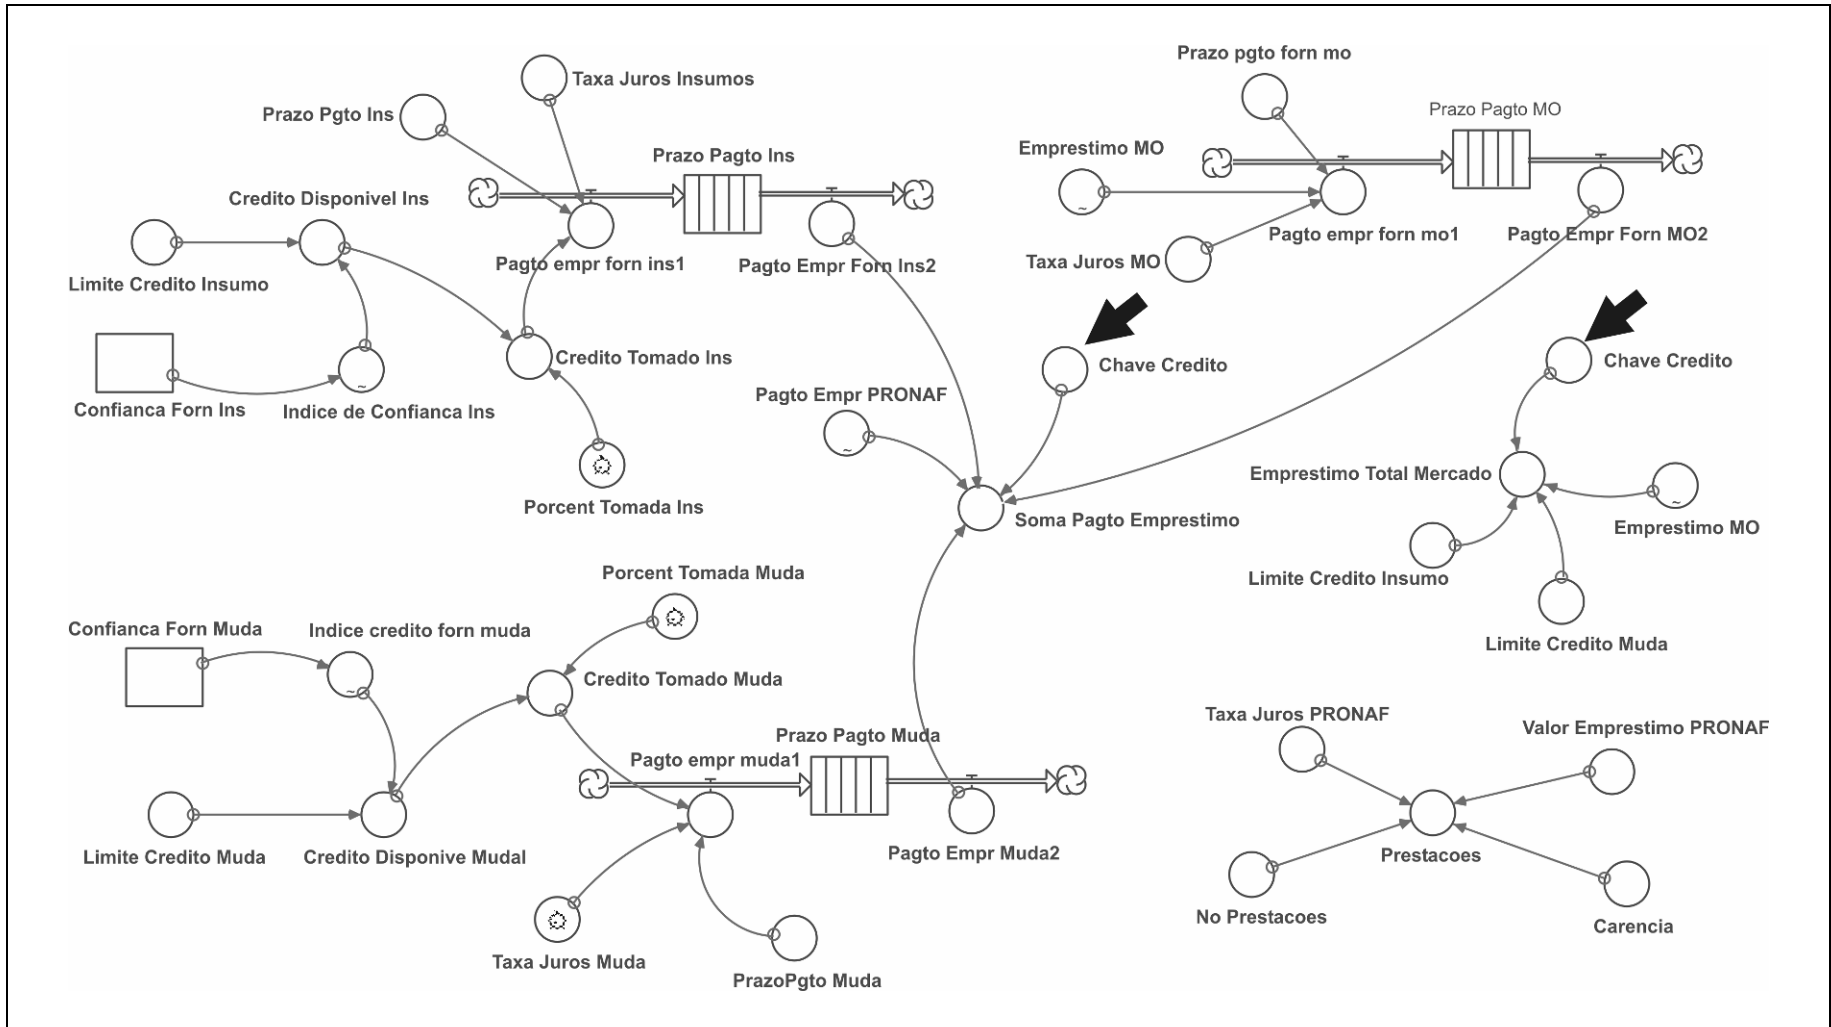 Prazo pgto forn mo
Taxa Juros Insumos
Prazo Pgto Ins
Prazo Pagto MO
Emprestimo MO
Prazo Pagto Ins
Credito Disponivel Ins
Pagto empr forn mo1
Pagto Empr Forn MO2
Taxa Juros MO
Pagto empr forn ins1
Pagto Empr Forn Ins2
Limite Credito Insumo
Credito Tomado Ins
Chave Credito
Chave Credito
Pagto Empr PRONAF
Confianca Forn Ins
Indice de Confianca Ins
Emprestimo Total Mercado
Porcent Tomada Ins
Soma Pagto Emprestimo
Emprestimo MO
Limite Credito Insumo
Porcent Tomada Muda
Confianca Forn Muda
Indice credito forn muda
Limite Credito Muda
Credito Tomado Muda
Taxa Juros PRONAF
Valor Emprestimo PRONAF
Prazo Pagto Muda
Pagto empr muda1
Limite Credito Muda
Credito Disponive Mudal
Pagto Empr Muda2
Prestacoes
No Prestacoes
Carencia
Taxa Juros Muda
PrazoPgto Muda